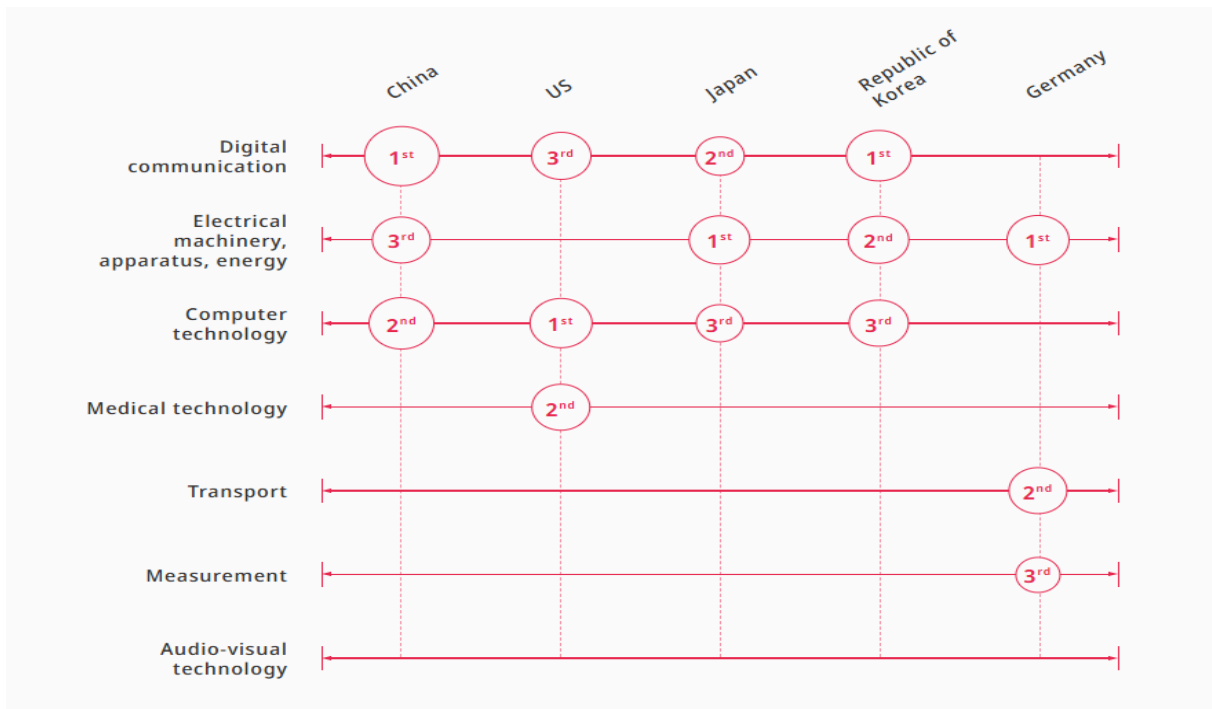 China
US
Japan
Republic of
Korea
Germany
Digital
communication
1st
3rd
2nd
1st
Electrical
machinery,
apparatus, energy
3rd
1st
2nd
1st
Computer
technology
2nd
1st
3rd
3rd
Medical technology
2nd
Transport
2nd
Measurement
3rd
Audio-visual
technology